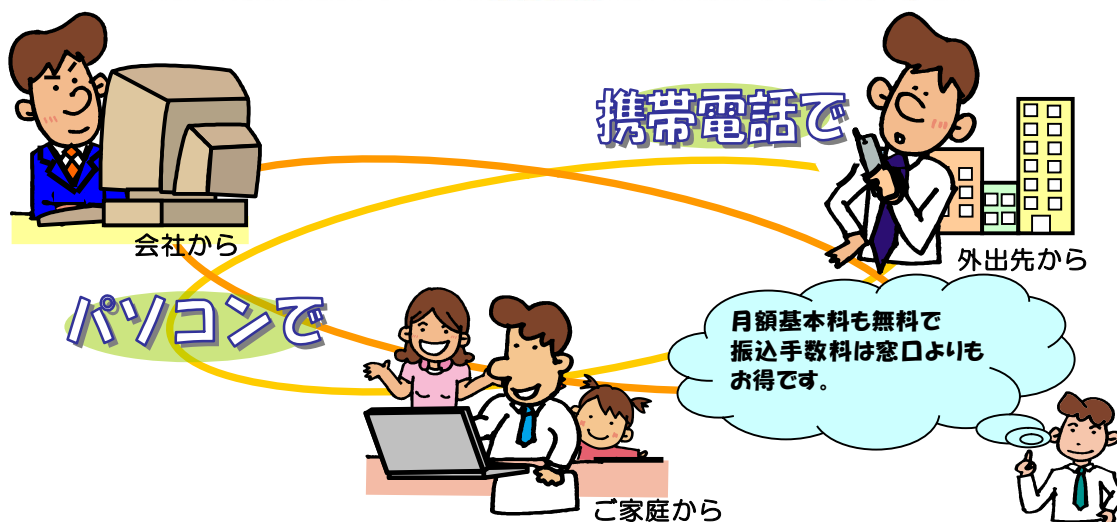 携帯電話で
会社から
外出先から
パソコンで
月額基本料も無料で
振込手数料は窓口よりも
お得です。
ご家庭から